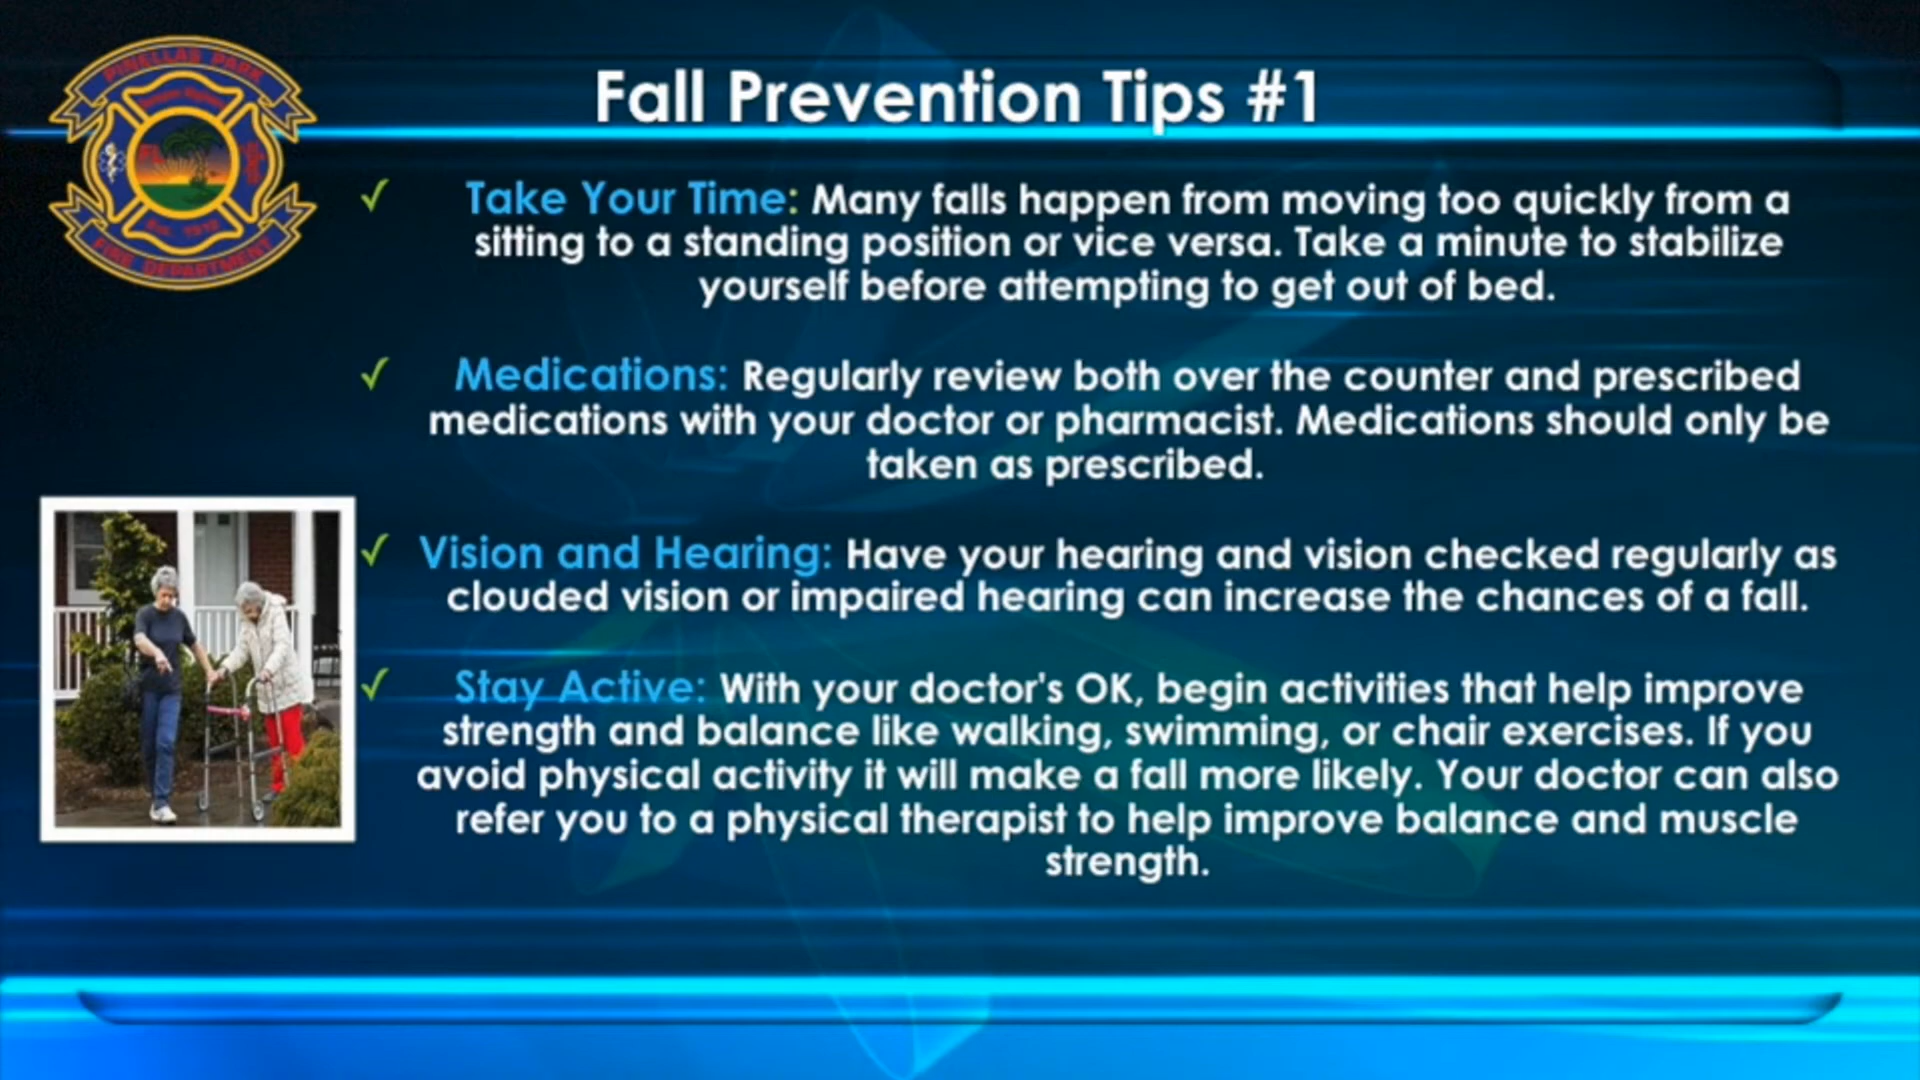 PINELLAS PARK
FL
EST. 1912
FIRE DEPARTMENT
Fall Prevention Tips #1
✓ Take Your Time: Many falls happen from moving too quickly from a
sitting to a standing position or vice versa. Take a minute to stabilize
yourself before attempting to get out of bed.
✓ Medications: Regularly review both over the counter and prescribed
medications with your doctor or pharmacist. Medications should only be
taken as prescribed.
✓ Vision and Hearing: Have your hearing and vision checked regularly as
clouded vision or impaired hearing can increase the chances of a fall.
✓ Stay Active: With your doctor's OK, begin activities that help improve
strength and balance like walking, swimming, or chair exercises. If you
avoid physical activity it will make a fall more likely. Your doctor can also
refer you to a physical therapist to help improve balance and muscle
strength.